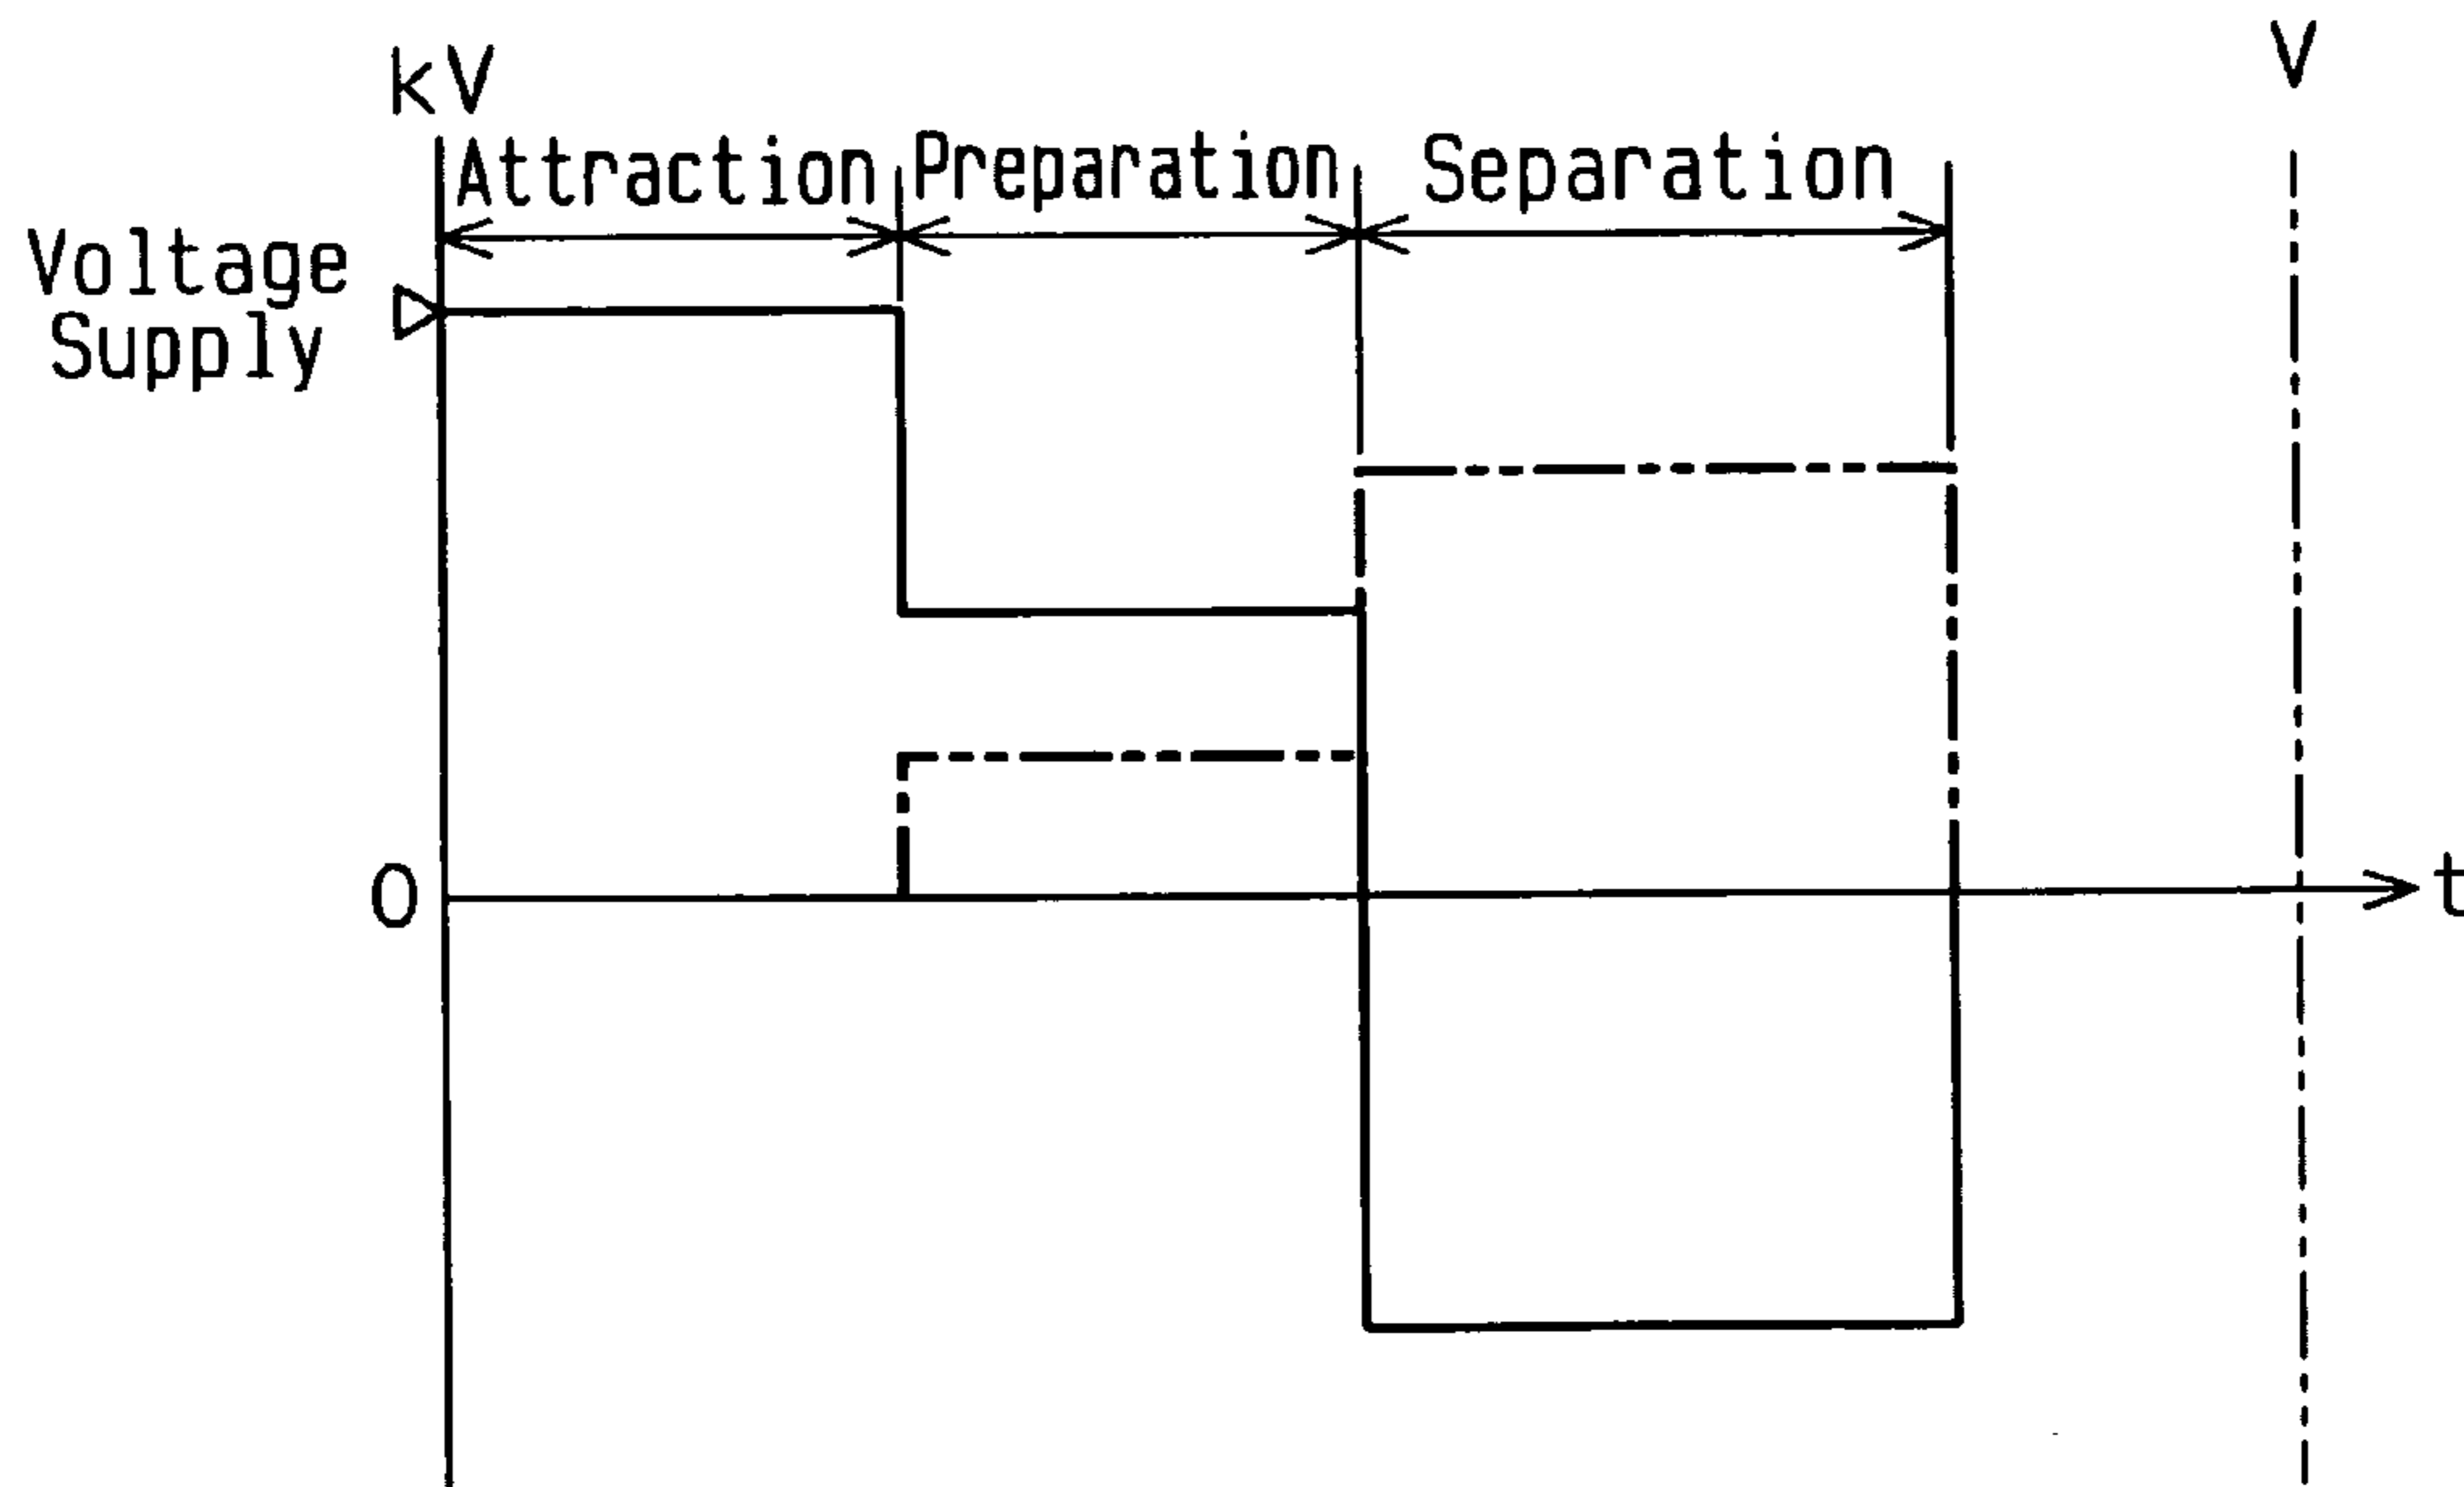 kV
V
Attraction Preparation Separation
Voltage
Supply
0
t